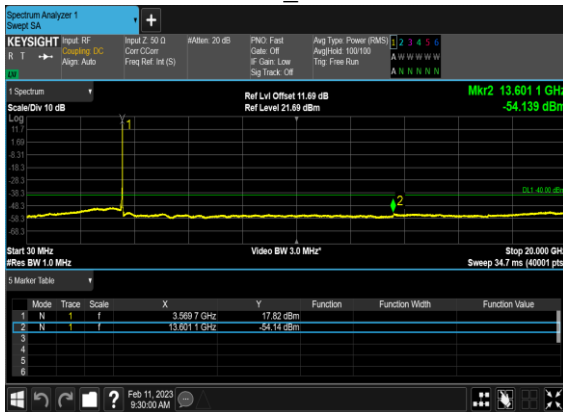 Spectrum Analyzer 1
Swept SA
KEYSIGHT Input: RF Input Z: 50 Ω #Atten: 20 dB PNO: Fast Avg Type: Power (RMS) 1 2 3 4 5 6
R T Coupling: DC Corr CCorr Gate: Off Avg|Hold: 100/100 A W W W W W
Align: Auto Freq Ref: Int (S) IF Gain: Low Trig: Free Run
LXI Sig Track: Off A N N N N N
1 Spectrum Ref Lvl Offset 11.69 dB Mkr2 13.601 1 GHz
Scale/Div 10 dB Ref Level 21.69 dBm -54.139 dBm
Log
11.7
1.69
-8.31
-18.3
-28.3
-38.3
-48.3
-58.3
-68.3
1
DL1 -40.00 dBm
2
Start 30 MHz Video BW 3.0 MHz* Stop 20.000 GHz
#Res BW 1.0 MHz Sweep 34.7 ms (40001 pts)
5 Marker Table
Mode Trace Scale X Y Function Function Width Function Value
1 N 1 f 3.569 7 GHz 17.82 dBm
2 N 1 f 13.601 1 GHz -54.14 dBm
3
4
5
6
Feb 11, 2023
9:30:00 AM